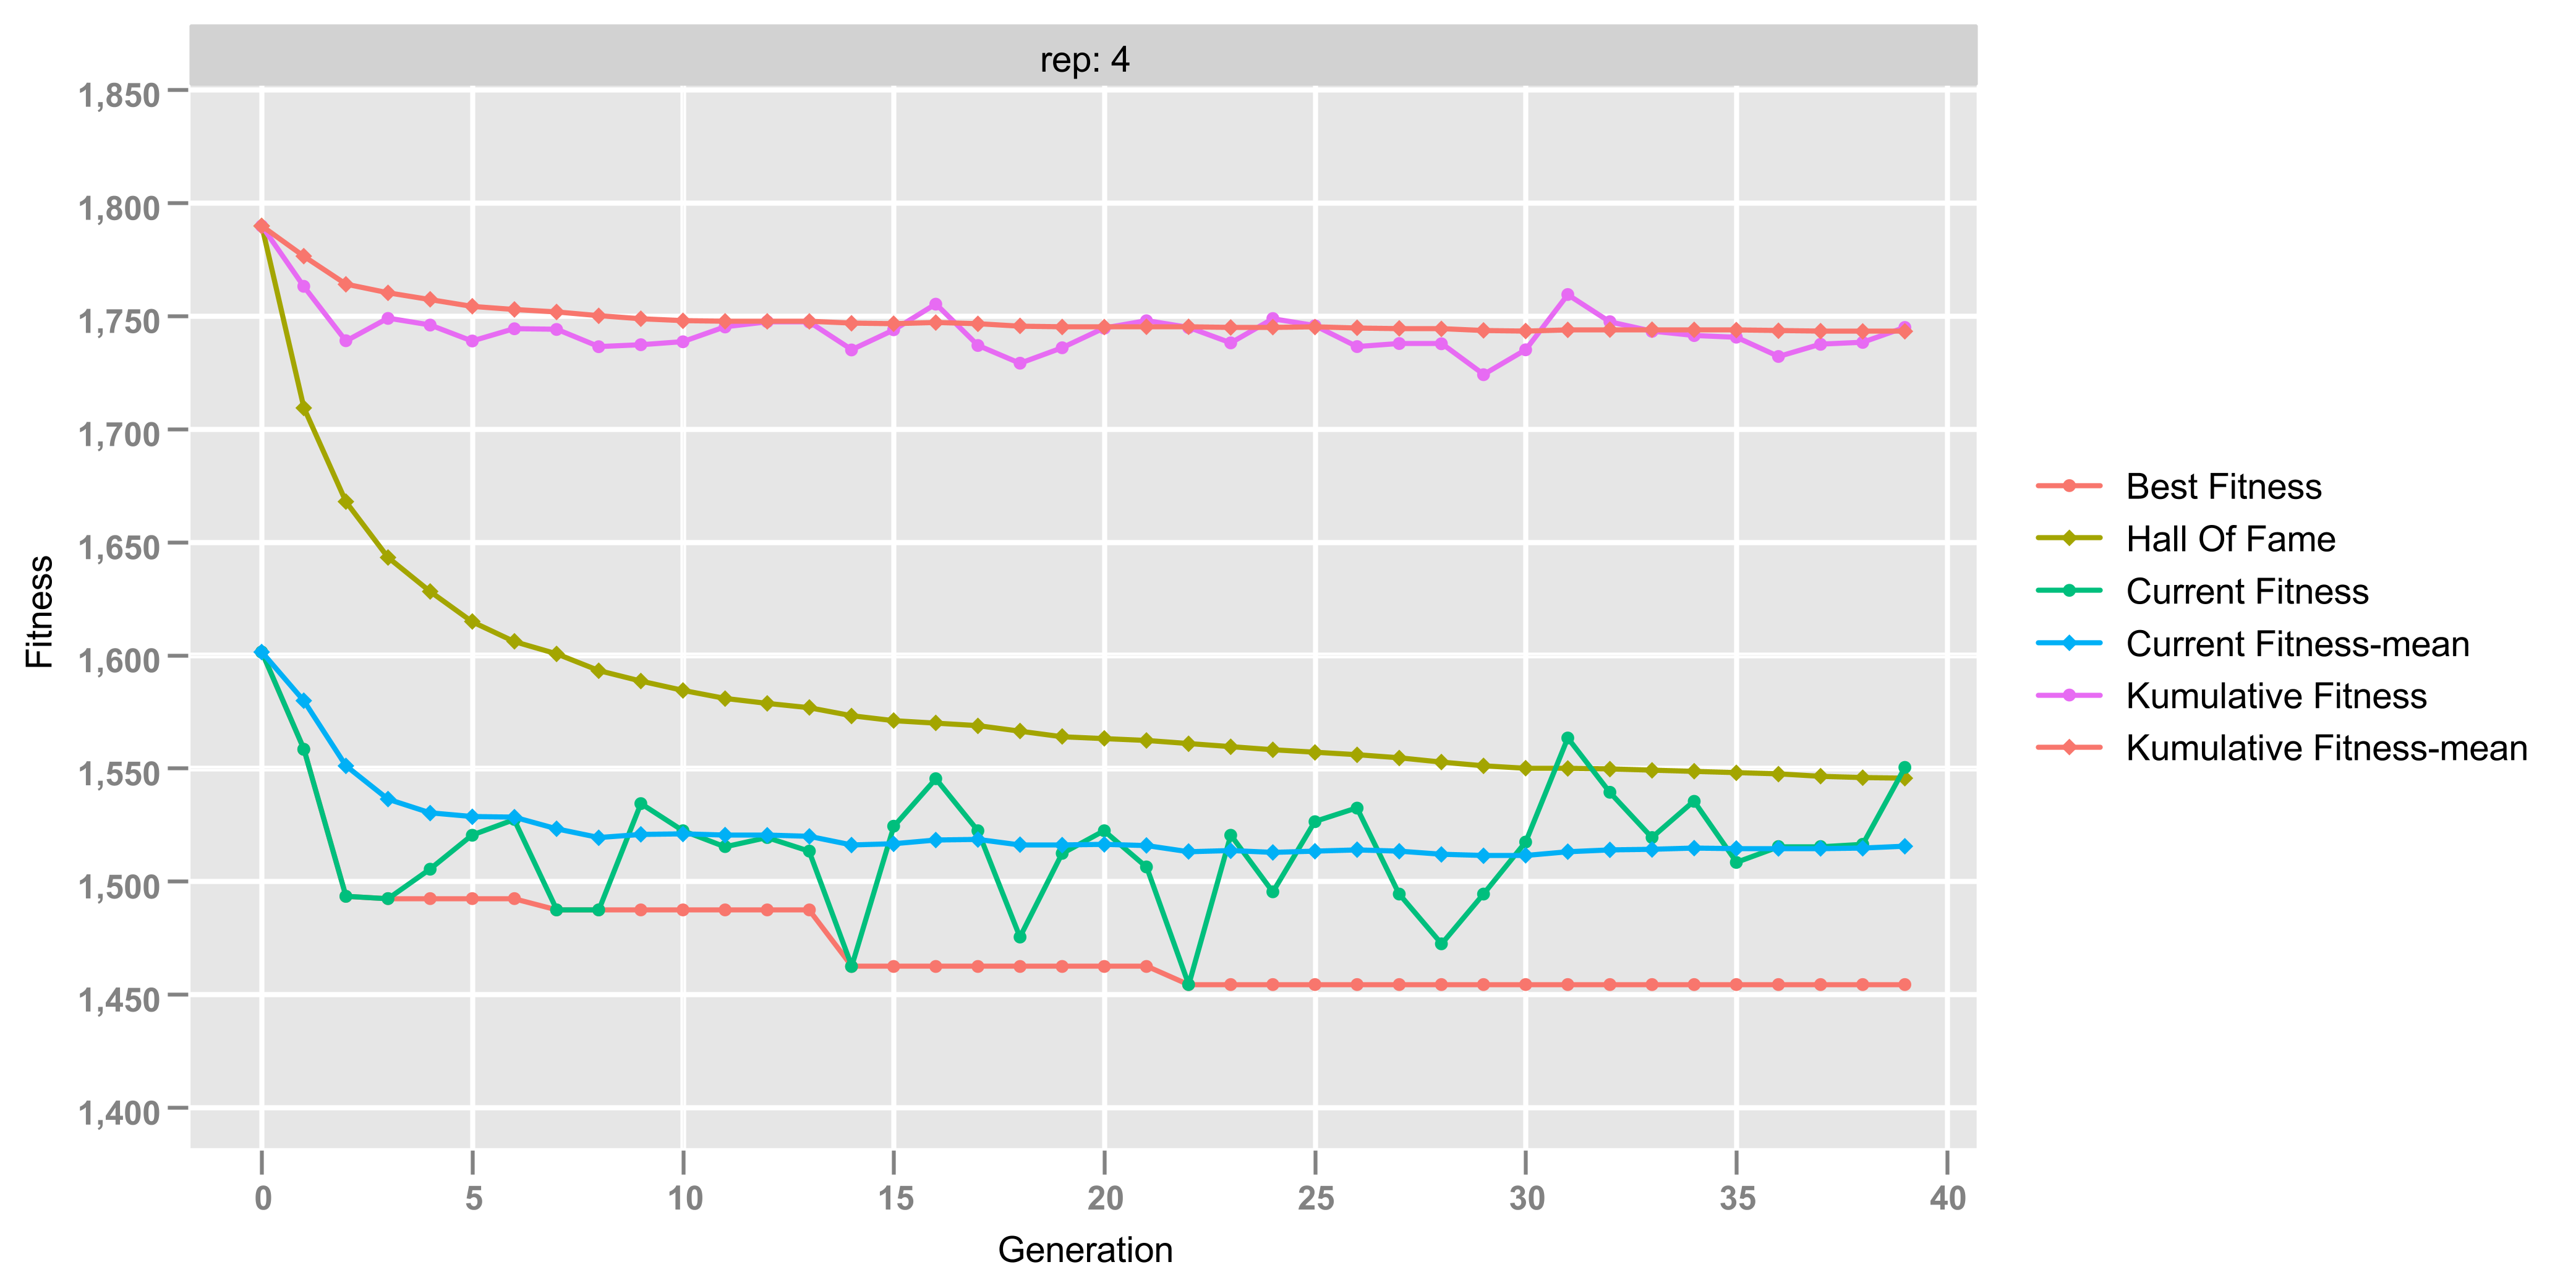 rep: 4
1,850
1,800
1,750
1,700
1,650
1,600
1,550
1,500
1,450
1,400
Fitness
0 5 10 15 20 25 30 35 40
Generation
Best Fitness
Hall Of Fame
Current Fitness
Current Fitness-mean
Kumulative Fitness
Kumulative Fitness-mean